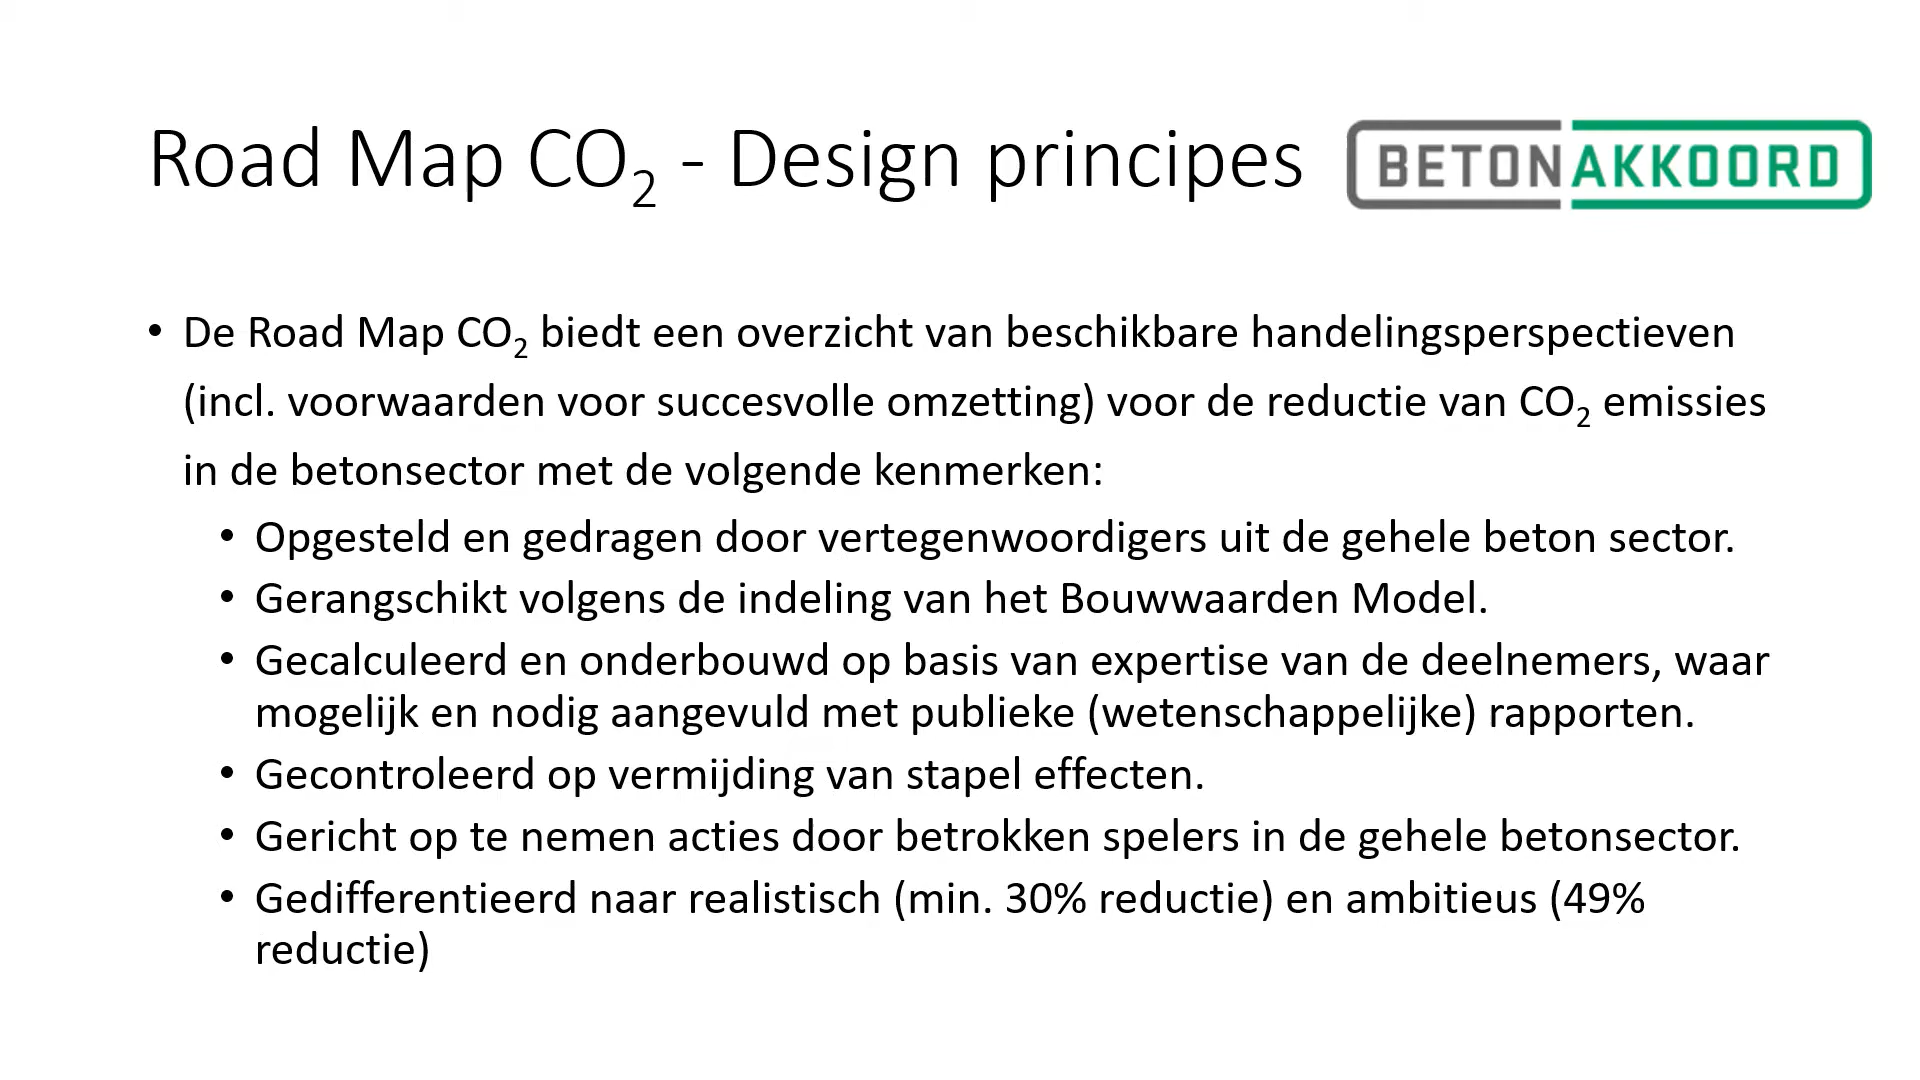 Road Map CO₂ - Design principes
BETONAKKOORD
• De Road Map CO₂ biedt een overzicht van beschikbare handelingsperspectieven
(incl. voorwaarden voor succesvolle omzetting) voor de reductie van CO₂ emissies
in de betonsector met de volgende kenmerken:
• Opgesteld en gedragen door vertegenwoordigers uit de gehele beton sector.
• Gerangschikt volgens de indeling van het Bouwwaarden Model.
• Gecalculeerd en onderbouwd op basis van expertise van de deelnemers, waar
mogelijk en nodig aangevuld met publieke (wetenschappelijke) rapporten.
• Gecontroleerd op vermijding van stapel effecten.
• Gericht op te nemen acties door betrokken spelers in de gehele betonsector.
• Gedifferentieerd naar realistisch (min. 30% reductie) en ambitieus (49%
reductie)